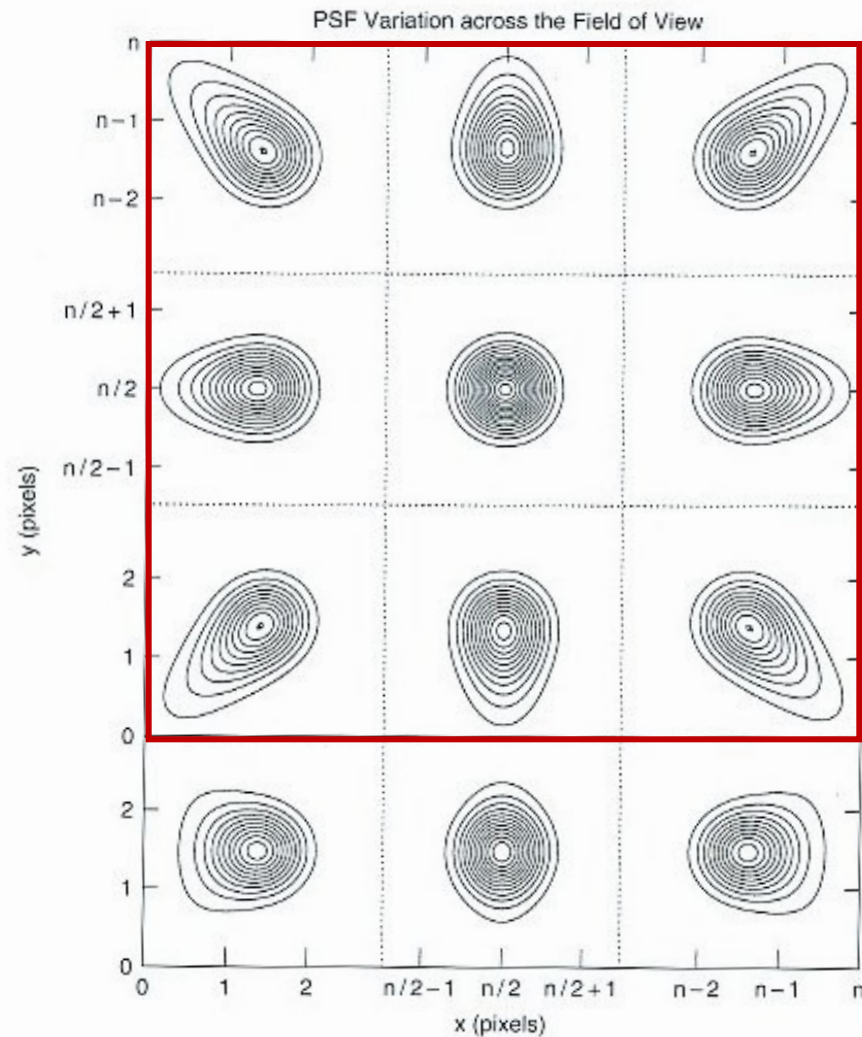 PSF Variation across the Field of View
n
n-1
n-2
n/2+1
n/2
n/2-1
y (pixels)
2
1
0
2
1
0
0 1 2 n/2-1 n/2 n/2+1 n-2 n-1 n
x (pixels)